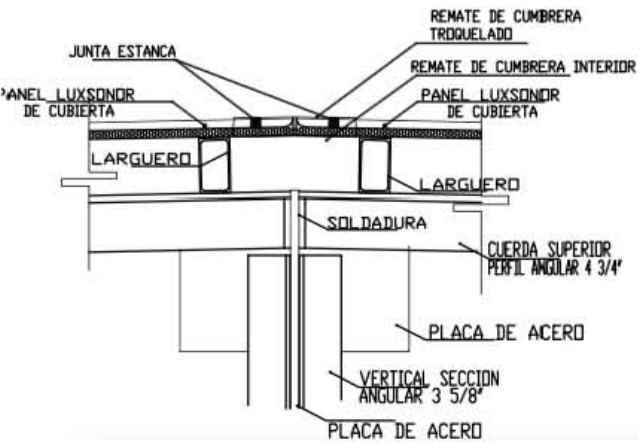 REMATE DE CUMBRERA
TROQUELADO
JUNTA ESTANCA
REMATE DE CUMBRERA INTERIOR
PANEL LUXSONOR
DE CUBIERTA
PANEL LUXSONOR
DE CUBIERTA
LARGUERO
LARGUERO
SOLDADURA
CUERDA SUPERIOR
PERFIL ANGULAR 4 3/4"
PLACA DE ACERO
VERTICAL SECCION
ANGULAR 3 5/8"
PLACA DE ACERO